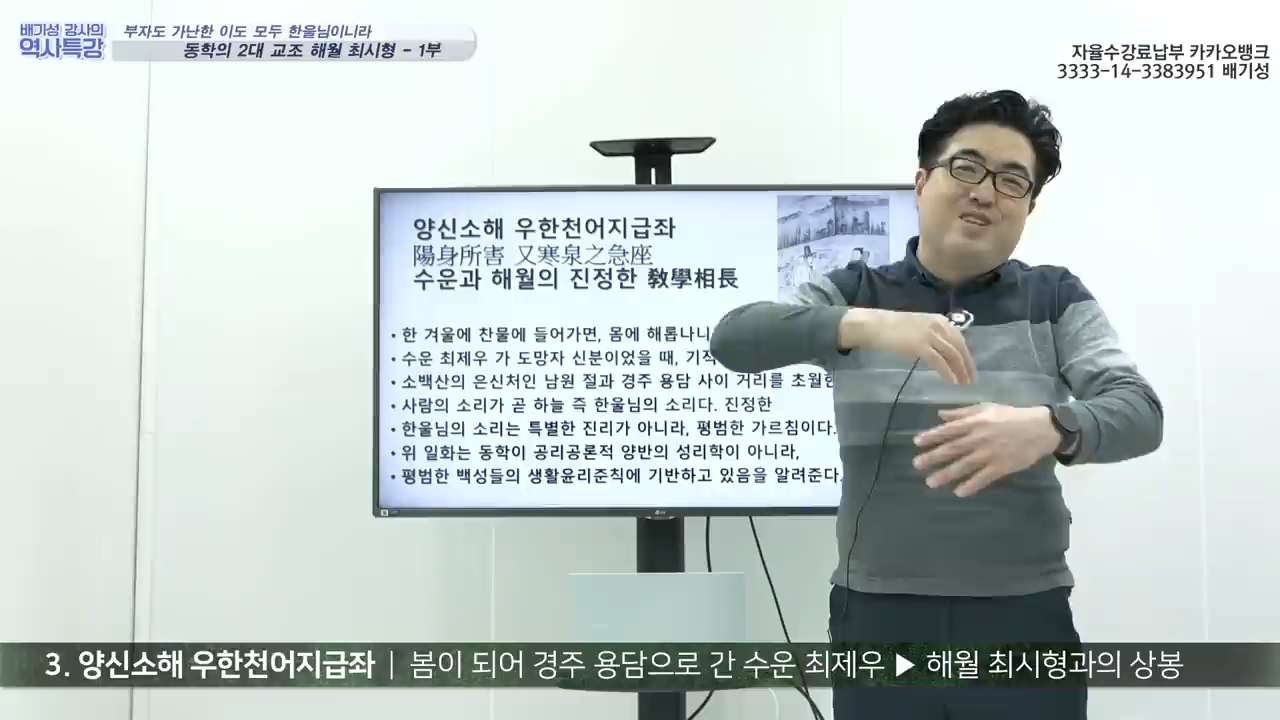 배기성 강사의
역사특강
부자도 가난한 이도 모두 한울님이니라
동학의 2대 교조 해월 최시형 - 1부
자율수강료납부 카카오뱅크
3333-14-3383951 배기성
양신소해 우한천어지급좌
陽身所害 又寒泉之急座
수운과 해월의 진정한 敎學相長
• 한 겨울에 찬물에 들어가면, 몸에 해롭나니
• 수운 최제우 가 도망자 신분이었을 때, 기적
• 소백산의 은신처인 남원 절과 경주 용담 사이 거리를 초월한
• 사람의 소리가 곧 하늘 즉 한울님의 소리다. 진정한
• 한울님의 소리는 특별한 진리가 아니라, 평범한 가르침이다.
• 위 일화는 동학이 공리공론적 양반의 성리학이 아니라,
• 평범한 백성들의 생활윤리준칙에 기반하고 있음을 알려준다.
3. 양신소해 우한천어지급좌 | 봄이 되어 경주 용담으로 간 수운 최제우 ▶ 해월 최시형과의 상봉